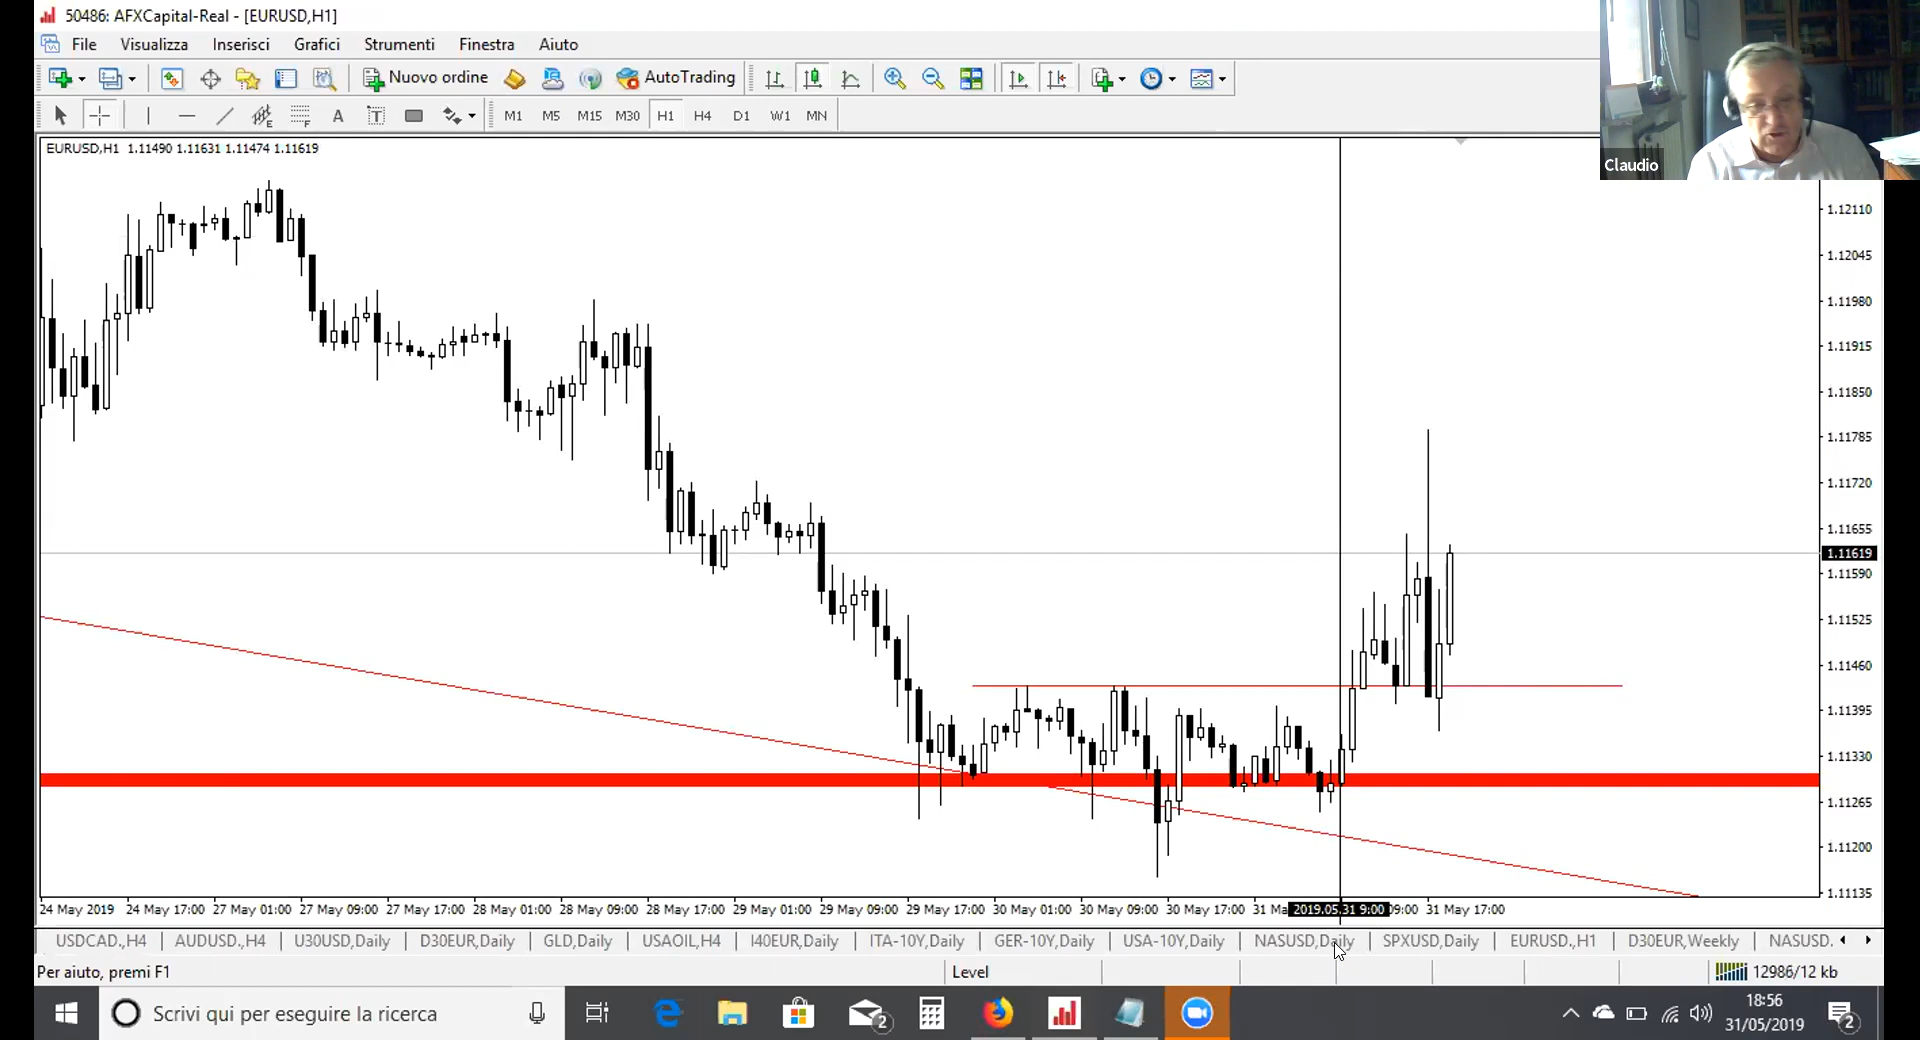 50486: AFXCapital-Real - [EURUSD,H1]
File Visualizza Inserisci Grafici Strumenti Finestra Aiuto
Nuovo ordine AutoTrading
E F A T M1 M5 M15 M30 H1 H4 D1 W1 MN
Claudio
EURUSD,H1 1.11490 1.11631 1.11474 1.11619
1.12110
1.12045
1.11980
1.11915
1.11850
1.11785
1.11720
1.11655
1.11619
1.11590
1.11525
1.11460
1.11395
1.11330
1.11265
1.11200
1.11135
24 May 2019 24 May 17:00 27 May 01:00 27 May 09:00 27 May 17:00 28 May 01:00 28 May 09:00 28 May 17:00 29 May 01:00 29 May 09:00 29 May 17:00 30 May 01:00 30 May 09:00 30 May 17:00 31 Ma 2019.05.31 9:00 09:00 31 May 17:00
USDCAD.,H4 AUDUSD.,H4 U30USD,Daily D30EUR,Daily GLD,Daily USAOIL,H4 I40EUR,Daily ITA-10Y,Daily GER-10Y,Daily USA-10Y,Daily NASUSD,Daily SPXUSD,Daily EURUSD.,H1 D30EUR,Weekly NASUSD.
Per aiuto, premi F1 Level 12986/12 kb
Scrivi qui per eseguire la ricerca 2 18:56 2
31/05/2019